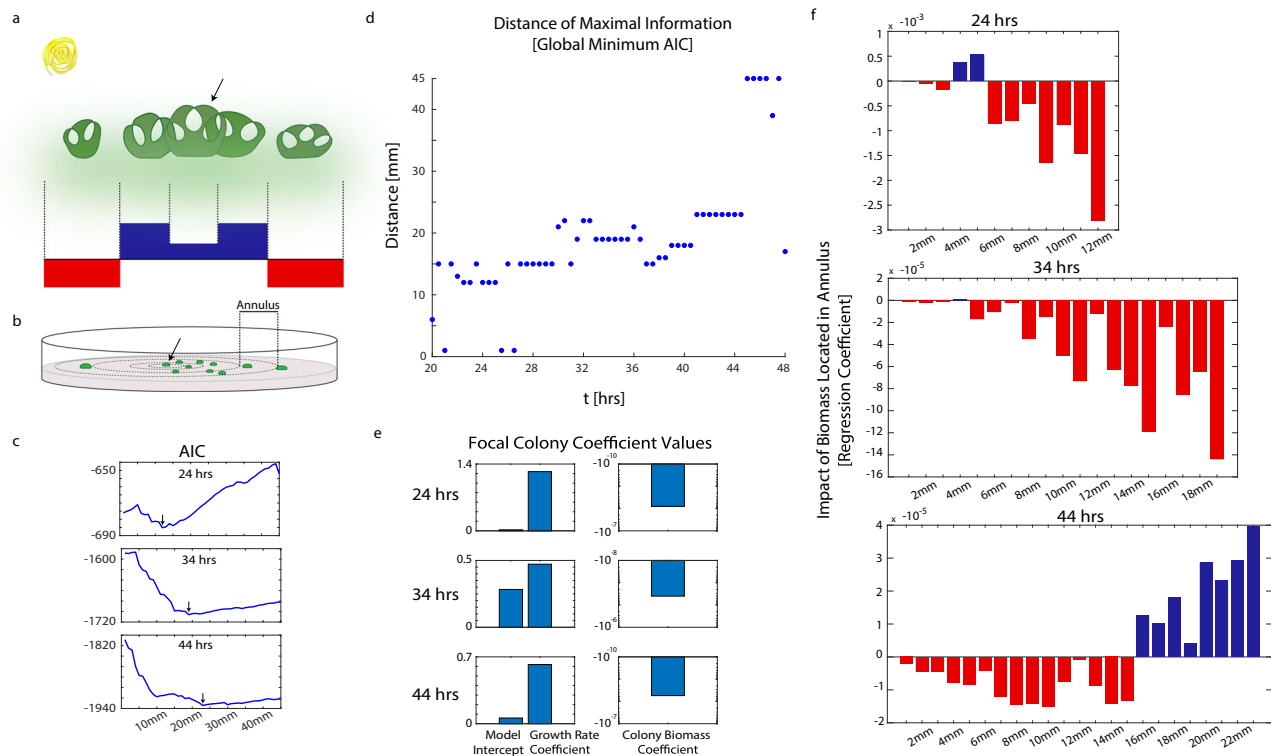 a
b
Annulus
c
AIC
24 hrs
-650
-690
34 hrs
-1600
-1720
44 hrs
-1820
-1940
10mm 20mm 30mm 40mm
d
Distance of Maximal Information
[Global Minimum AIC]
Distance [mm]
45
40
30
20
10
0
20 24 28 32 36 40 44 48
t [hrs]
e
Focal Colony Coefficient Values
24 hrs
1.4
0
-10^-10
-10^-7
34 hrs
0.5
0
-10^-8
-10^-6
44 hrs
0.7
0
-10^-10
-10^-7
Model Growth Rate Colony Biomass
Intercept Coefficient Coefficient
f
Impact of Biomass Located in Annulus
[Regression Coefficient]
× 10^-3
24 hrs
1
0.5
0
-0.5
-1
-1.5
-2
-2.5
-3
2mm 4mm 6mm 8mm 10mm 12mm
× 10^-5
34 hrs
2
0
-2
-4
-6
-8
-10
-12
-14
16
2mm 4mm 6mm 8mm 10mm 12mm 14mm 16mm 18mm
× 10^-5
44 hrs
4
3
2
1
0
-1
-2
2mm 4mm 6mm 8mm 10mm 12mm 14mm 16mm 18mm 20mm 22mm